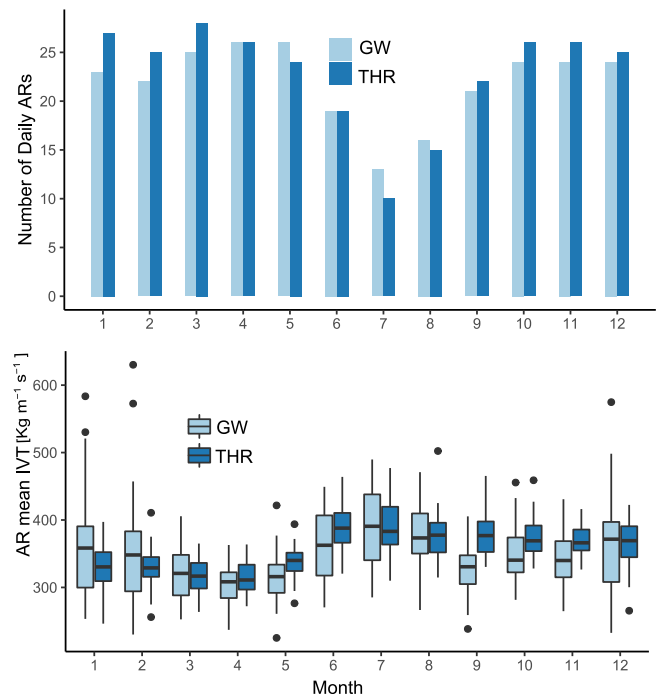 Number of Daily ARs
25
20
15
10
5
0
GW
THR
1 2 3 4 5 6 7 8 9 10 11 12
AR mean IVT [Kg m⁻¹ s⁻¹]
600
500
400
300
GW
THR
1 2 3 4 5 6 7 8 9 10 11 12
Month